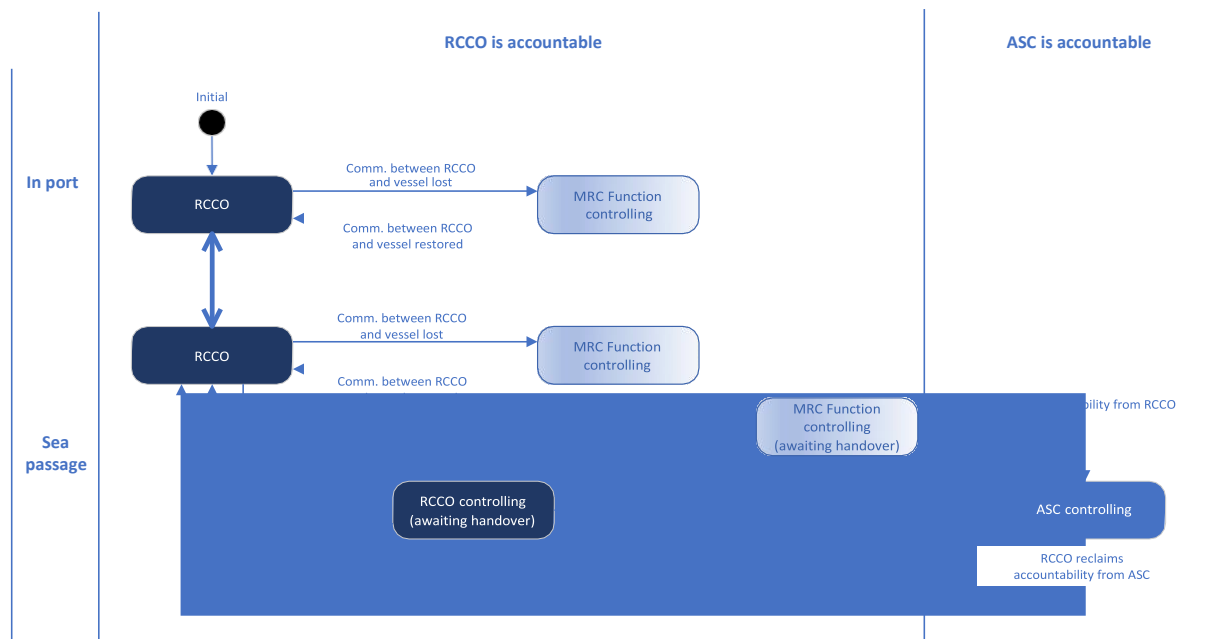 RCCO is accountable
ASC is accountable
Initial
In port
RCCO
Comm. between RCCO
and vessel lost
MRC Function
controlling
Comm. between RCCO
and vessel restored
RCCO
Comm. between RCCO
and vessel lost
MRC Function
controlling
Comm. between RCCO
MRC Function
controlling
(awaiting handover)
from RCCO
Sea
passage
RCCO controlling
(awaiting handover)
ASC controlling
RCCO reclaims
accountability from ASC